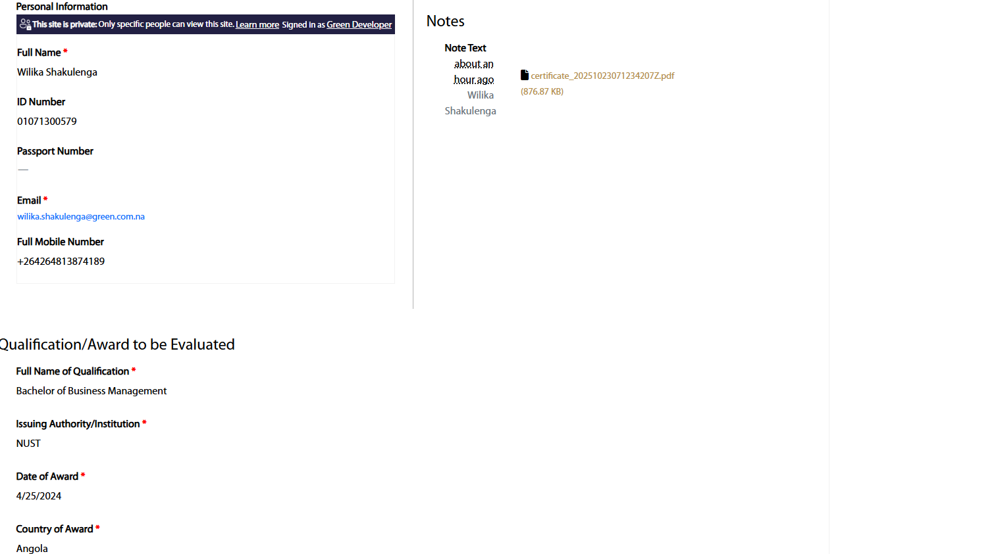 Personal Information
This site is private: Only specific people can view this site. Learn more Signed in as Green Developer
Full Name *
Wilika Shakulenga
ID Number
01071300579
Passport Number
—
Email *
wilika.shakulenga@green.com.na
Full Mobile Number
+264264813874189
Notes
Note Text
about an
hour ago
Wilika
Shakulenga
certificate_20251023071234207Z.pdf
(876.87 KB)
Qualification/Award to be Evaluated
Full Name of Qualification *
Bachelor of Business Management
Issuing Authority/Institution *
NUST
Date of Award *
4/25/2024
Country of Award *
Angola